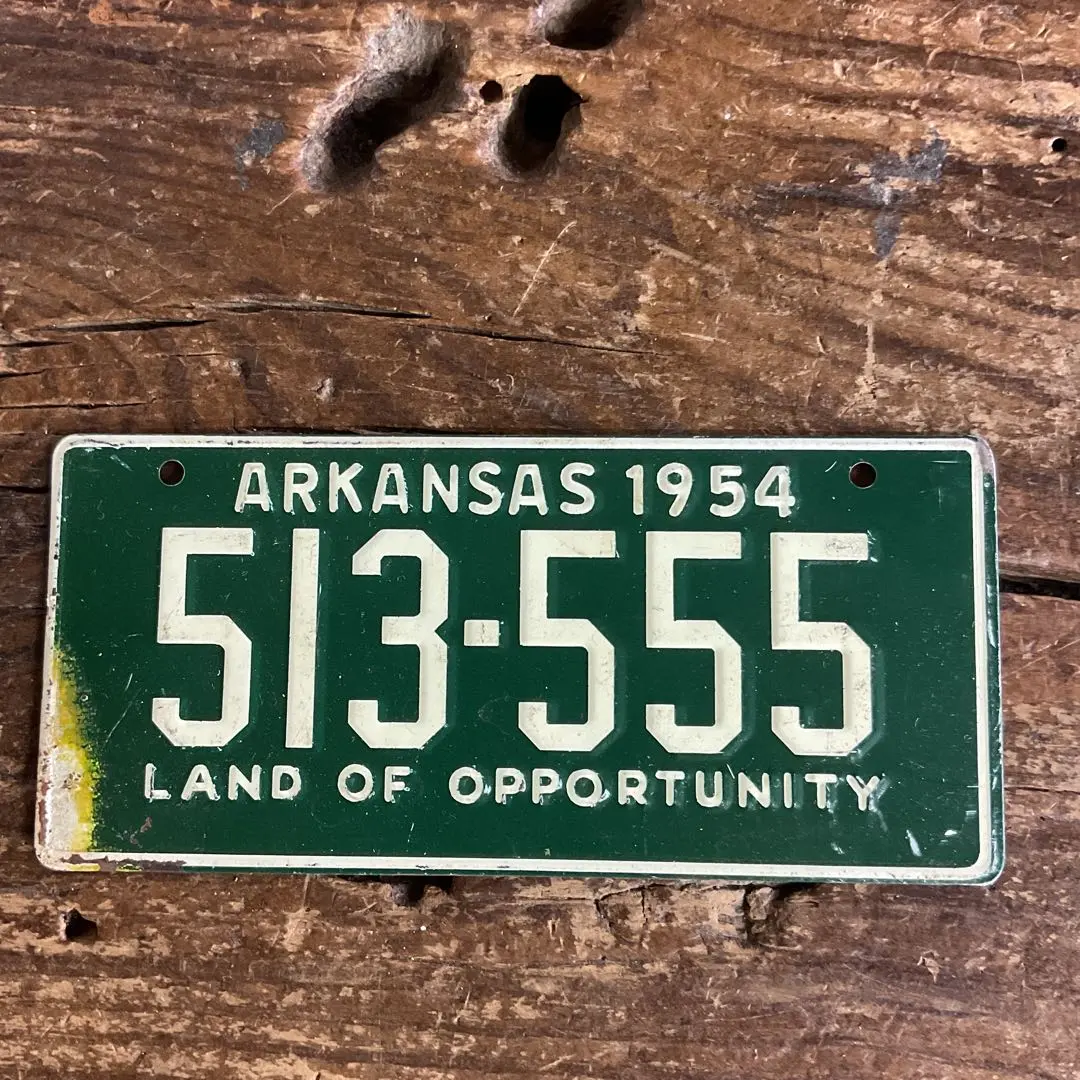 ARKANSAS 1954
513-555
LAND OF OPPORTUNITY